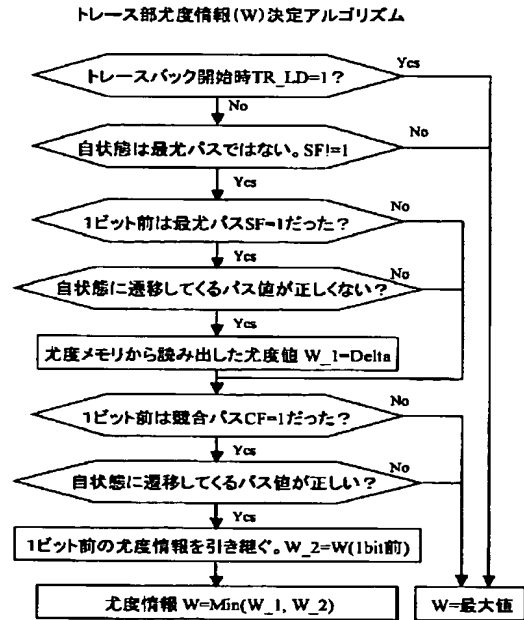 トレース部尤度情報(W)決定アルゴリズム
トレースバック開始時TR_LD=1?
Yes
No
自状態は最尤パスではない。SF!=1
No
Yes
1ビット前は最尤パスSF=1だった?
No
Yes
自状態に遷移してくるパス値が正しくない?
No
Yes
尤度メモリから読み出した尤度値 W_1=Delta
1ビット前は競合パスCF=1だった?
No
Yes
自状態に遷移してくるパス値が正しい?
No
Yes
1ビット前の尤度情報を引き継ぐ。W_2=W(1bit前)
尤度情報 W=Min(W_1, W_2)
W=最大値